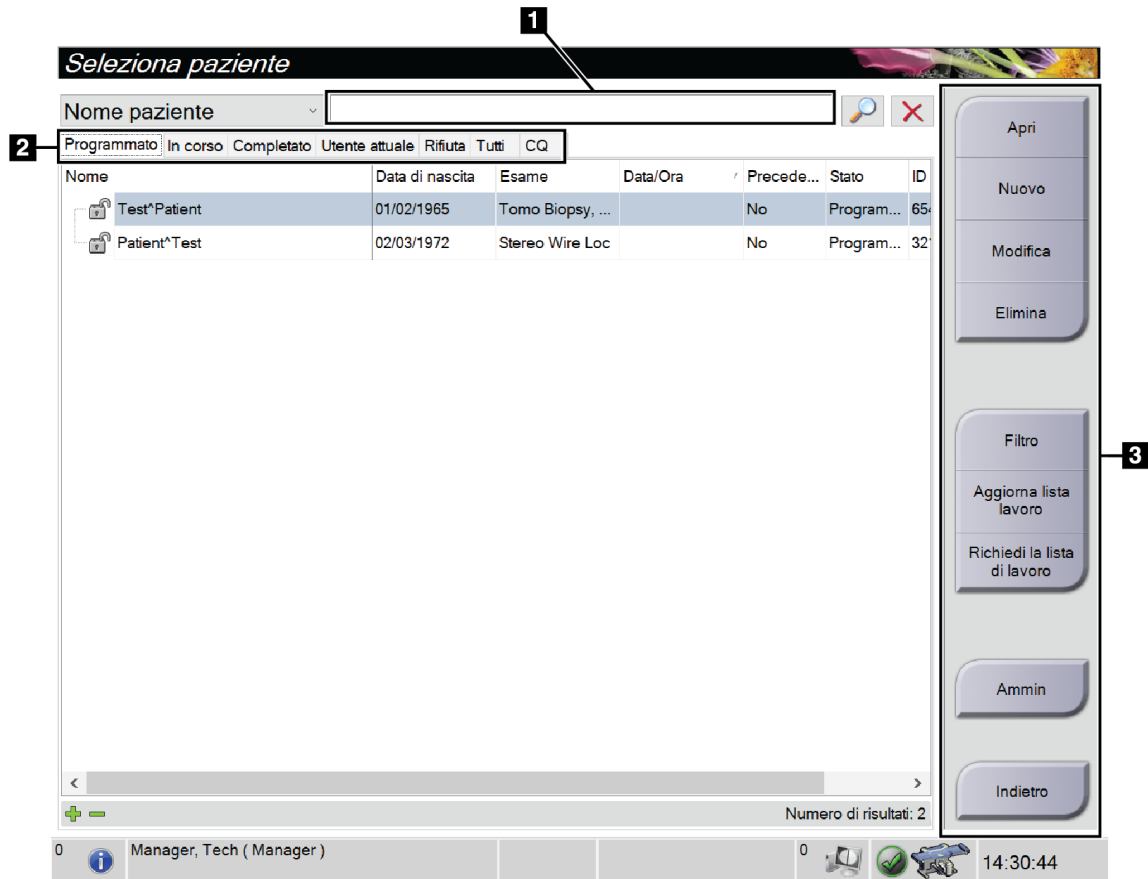 1
Seleziona paziente
Nome paziente
2
Programmato In corso Completato Utente attuale Rifiuta Tutti CQ
Nome Data di nascita Esame Data/Ora Precede... Stato ID
Test^Patient 01/02/1965 Tomo Biopsy, ... No Program... 654
Patient^Test 02/03/1972 Stereo Wire Loc No Program... 321
Numero di risultati: 2
Apri
Nuovo
Modifica
Elimina
Filtro
3
Aggiorna lista
lavoro
Richiedi la lista
di lavoro
Ammin
Indietro
0 Manager, Tech ( Manager ) 0 14:30:44